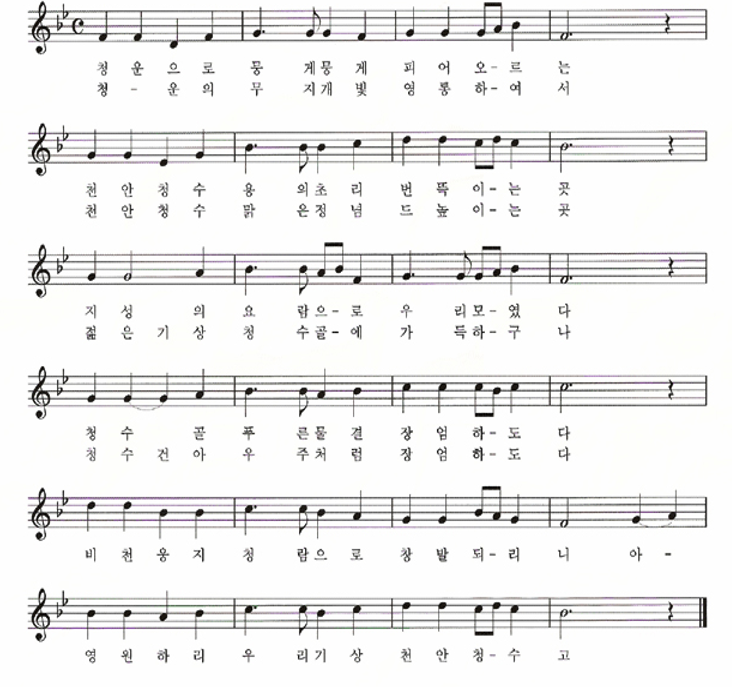 청 운 으 로 뭉 게 뭉 게 피 어 오 - 르 는
청 - 운 의 무 지 개 빛 영 롱 하 - 여 서
천 안 청 수 용 의 초 리 번 뜩 이 - 는 곳
천 안 청 수 맑 은 정 넘 드 높 이 - 는 곳
지 성 의 요 람 으 - 로 우 리 모 - 였 다
젊 은 기 상 청 수 골 - 에 가 득 하 - 구 나
청 수 골 푸 른 물 결 장 엄 하 - 도 다
청 수 건 아 우 주 처 럼 장 엄 하 - 도 다
비 천 웅 지 청 람 으 로 창 발 되 - 리 니 아 -
영 원 하 리 우 리 기 상 천 안 청 - 수 고